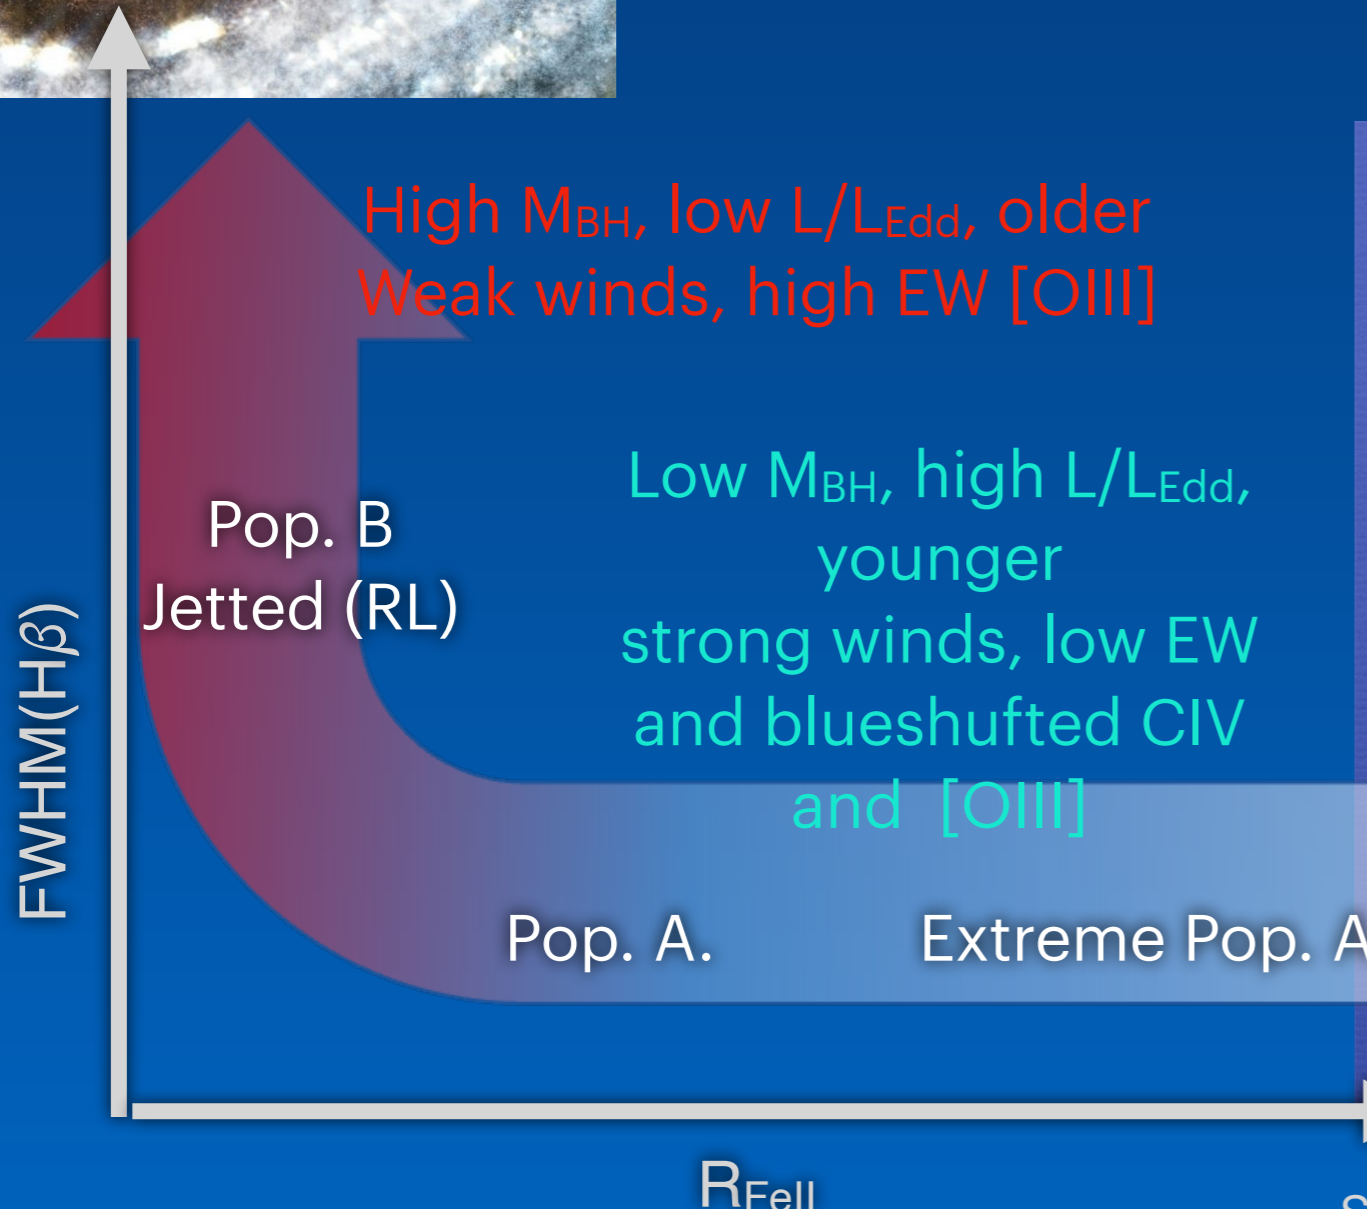 High MBH, low L/LEdd, older
Weak winds, high EW [OIII]
Low MBH, high L/LEdd,
younger
strong winds, low EW
and blueshufted CIV
and [OIII]
Pop. B
Jetted (RL)
FWHM(Hβ)
Pop. A.
Extreme Pop. A
RFeII